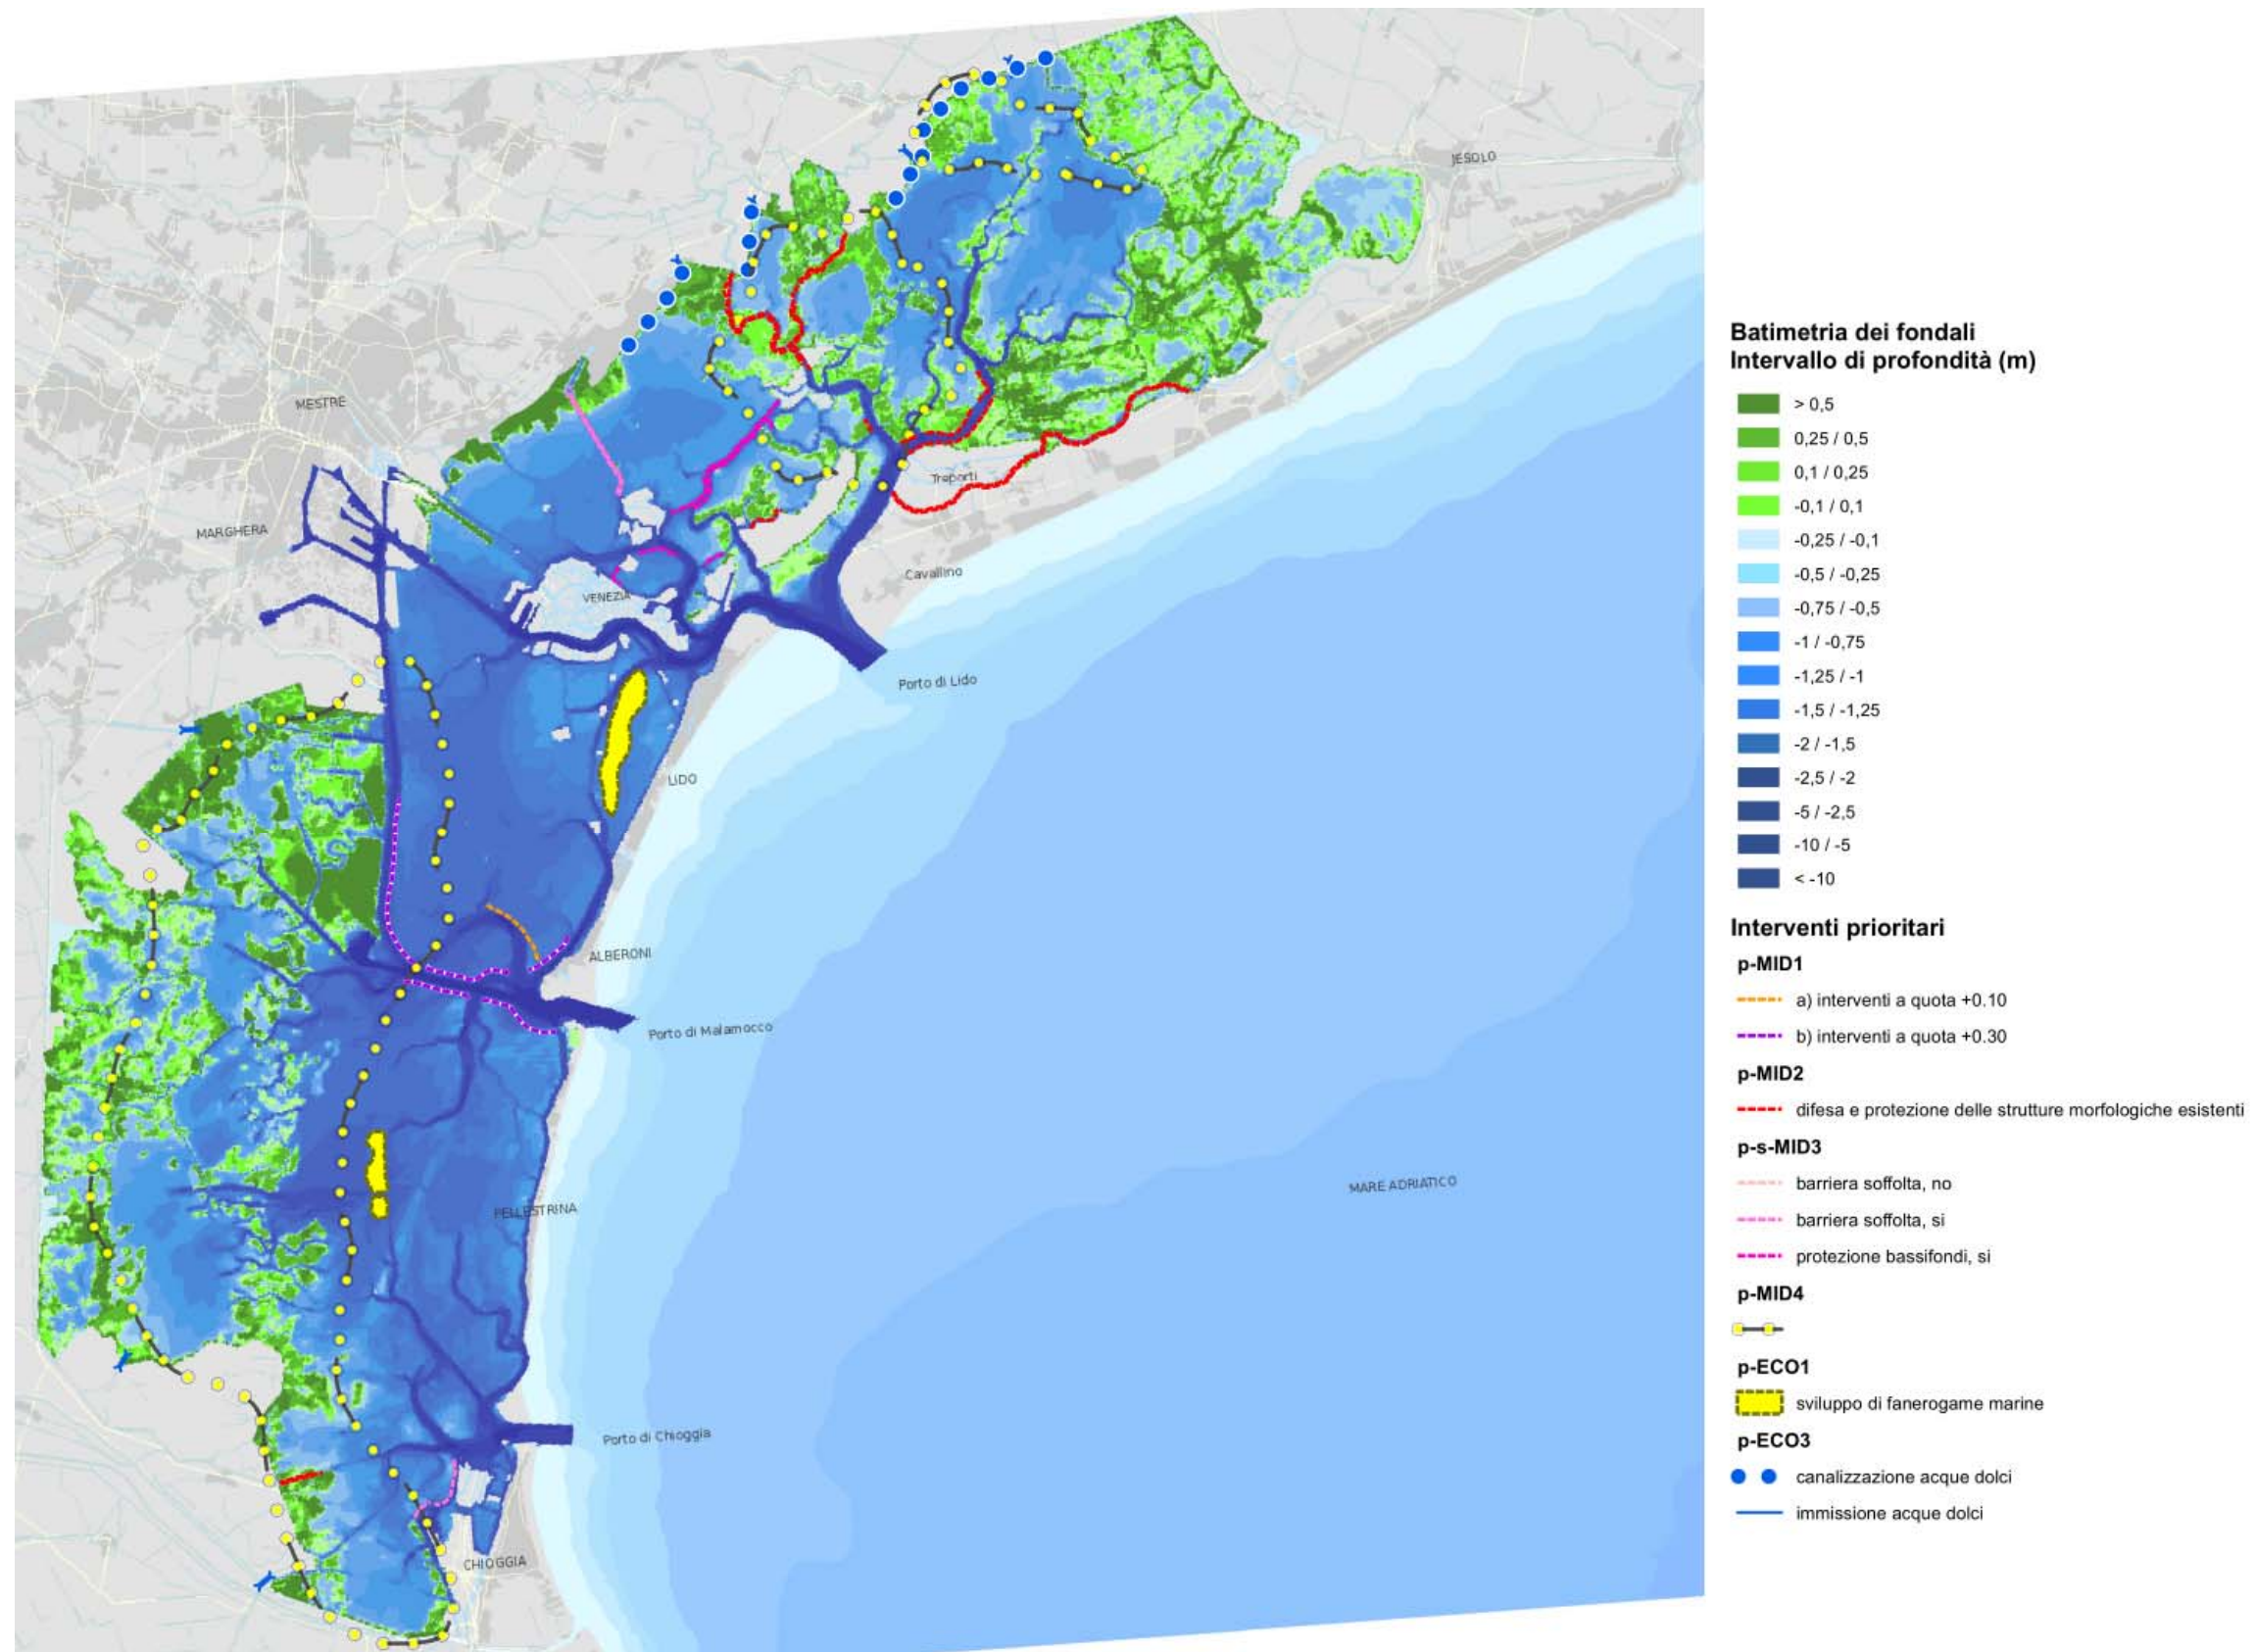 JESOLO
MESTRE
Treporti
MARGHERA
Cavallino
VENEZIA
Porto di Lido
LIDO
ALBERONI
Porto di Malamocco
MARE ADRIATICO
PELLESTRINA
Porto di Chioggia
CHIOGGIA
Batimetria dei fondali
Intervallo di profondità (m)
> 0,5
0,25 / 0,5
0,1 / 0,25
-0,1 / 0,1
-0,25 / -0,1
-0,5 / -0,25
-0,75 / -0,5
-1 / -0,75
-1,25 / -1
-1,5 / -1,25
-2 / -1,5
-2,5 / -2
-5 / -2,5
-10 / -5
< -10
Interventi prioritari
p-MID1
a) interventi a quota +0.10
b) interventi a quota +0.30
p-MID2
difesa e protezione delle strutture morfologiche esistenti
p-s-MID3
barriera soffolta, no
barriera soffolta, si
protezione bassifondi, si
p-MID4
p-ECO1
sviluppo di fanerogame marine
p-ECO3
canalizzazione acque dolci
immissione acque dolci